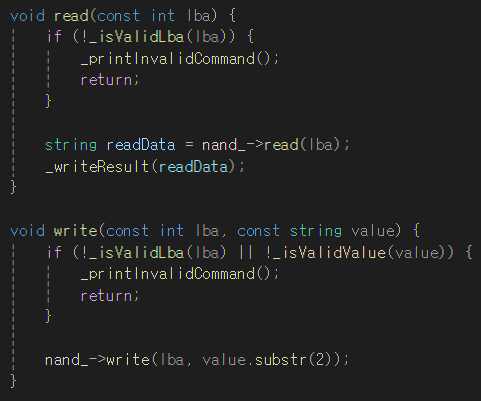 void read(const int lba) {
    if (!_isValidLba(lba)) {
        _printInvalidCommand();
        return;
    }

    string readData = nand_->read(lba);
    _writeResult(readData);
}

void write(const int lba, const string value) {
    if (!_isValidLba(lba) || !_isValidValue(value)) {
        _printInvalidCommand();
        return;
    }

    nand_->write(lba, value.substr(2));
}